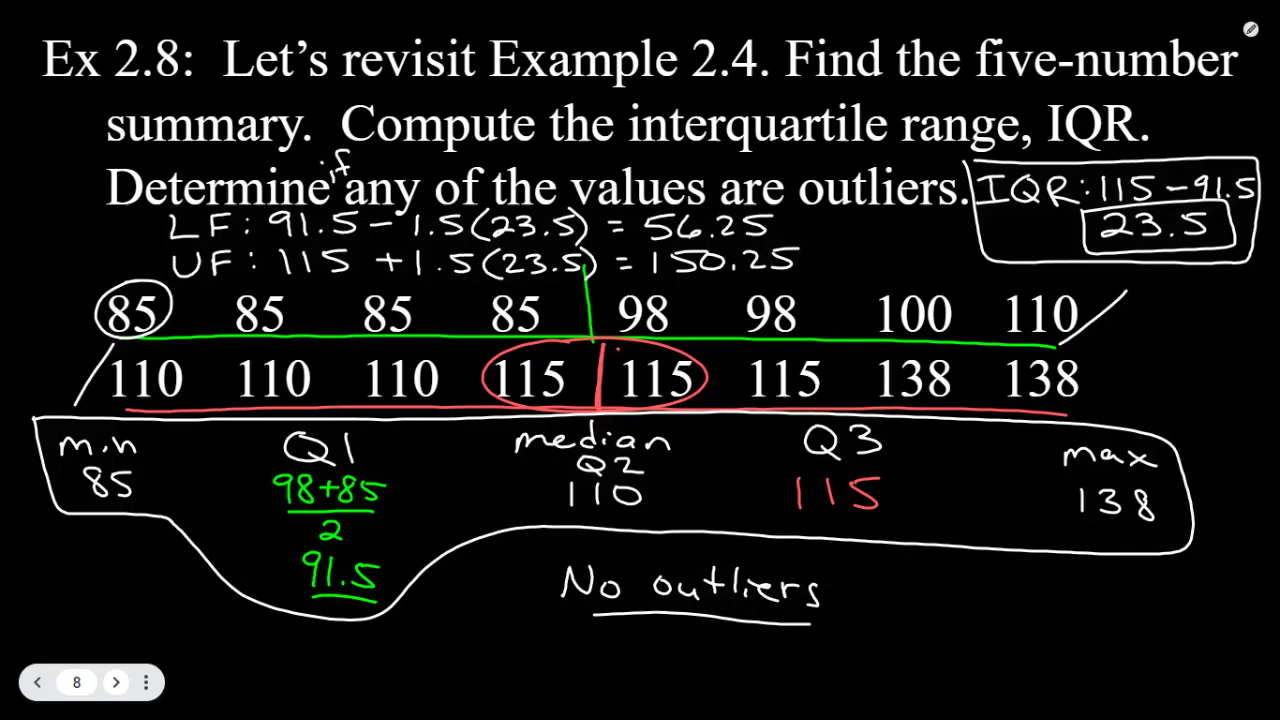 Ex 2.8: Let's revisit Example 2.4. Find the five-number
summary. Compute the interquartile range, IQR.
if
Determine any of the values are outliers.
IQR: 115 - 91.5
23.5
LF: 91.5 - 1.5(23.5) = 56.25
UF: 115 + 1.5(23.5) = 150.25
85 85 85 85 98 98 100 110
110 110 110 115 115 115 138 138
min Q1 median Q3 max
85 98+85 Q2 115 138
2 110
91.5
No outliers
8